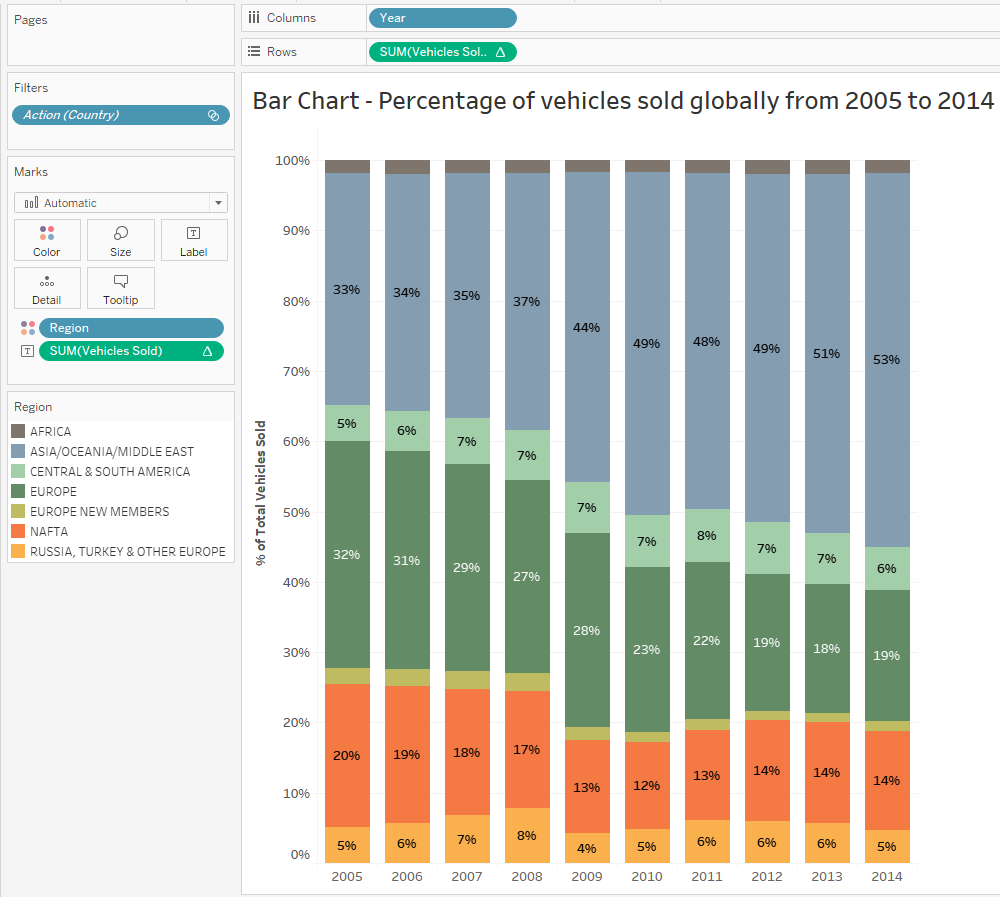 Pages
Columns
Year
Rows
SUM(Vehicles Sol..
Filters
Action (Country)
Marks
Automatic
Color
Size
Label
Detail
Tooltip
Region
SUM(Vehicles Sold)
Region
AFRICA
ASIA/OCEANIA/MIDDLE EAST
CENTRAL & SOUTH AMERICA
EUROPE
EUROPE NEW MEMBERS
NAFTA
RUSSIA, TURKEY & OTHER EUROPE
Bar Chart - Percentage of vehicles sold globally from 2005 to 2014
% of Total Vehicles Sold
100%
90%
80%
70%
60%
50%
40%
30%
20%
10%
0%
33% 34% 35% 37% 44% 49% 48% 49% 51% 53%
5% 6% 7% 7% 7% 7% 8% 7% 7% 6%
32% 31% 29% 27% 28% 23% 22% 19% 18% 19%
20% 19% 18% 17% 13% 12% 13% 14% 14% 14%
5% 6% 7% 8% 4% 5% 6% 6% 6% 5%
2005 2006 2007 2008 2009 2010 2011 2012 2013 2014